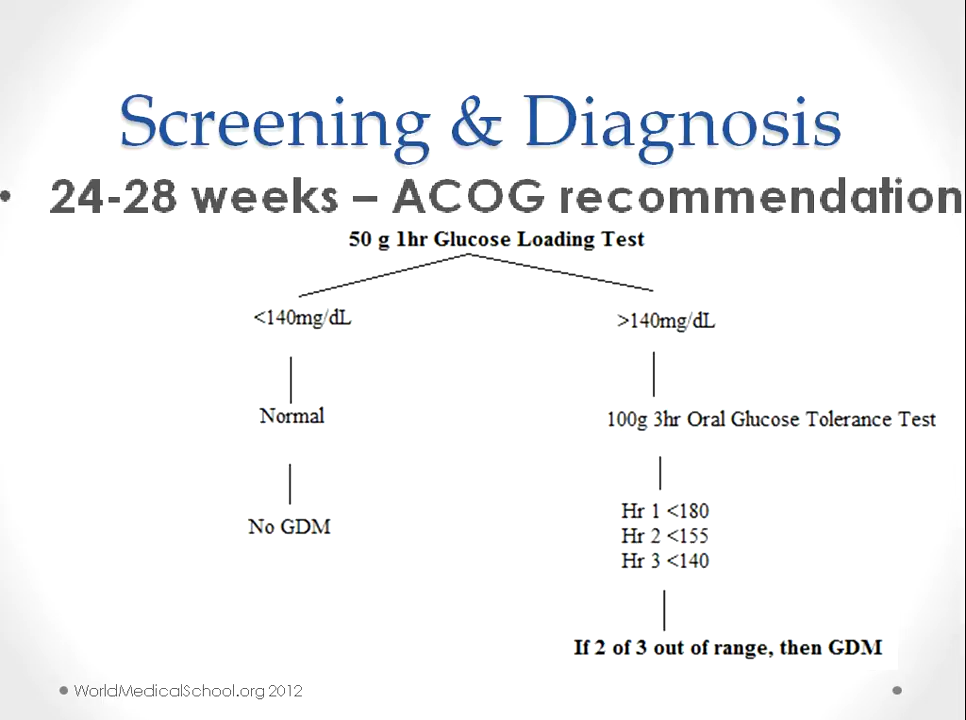 Screening & Diagnosis
• 24-28 weeks – ACOG recommendation
50 g 1hr Glucose Loading Test
<140mg/dL
>140mg/dL
Normal
100g 3hr Oral Glucose Tolerance Test
No GDM
Hr 1 <180
Hr 2 <155
Hr 3 <140
If 2 of 3 out of range, then GDM
WorldMedicalSchool.org 2012